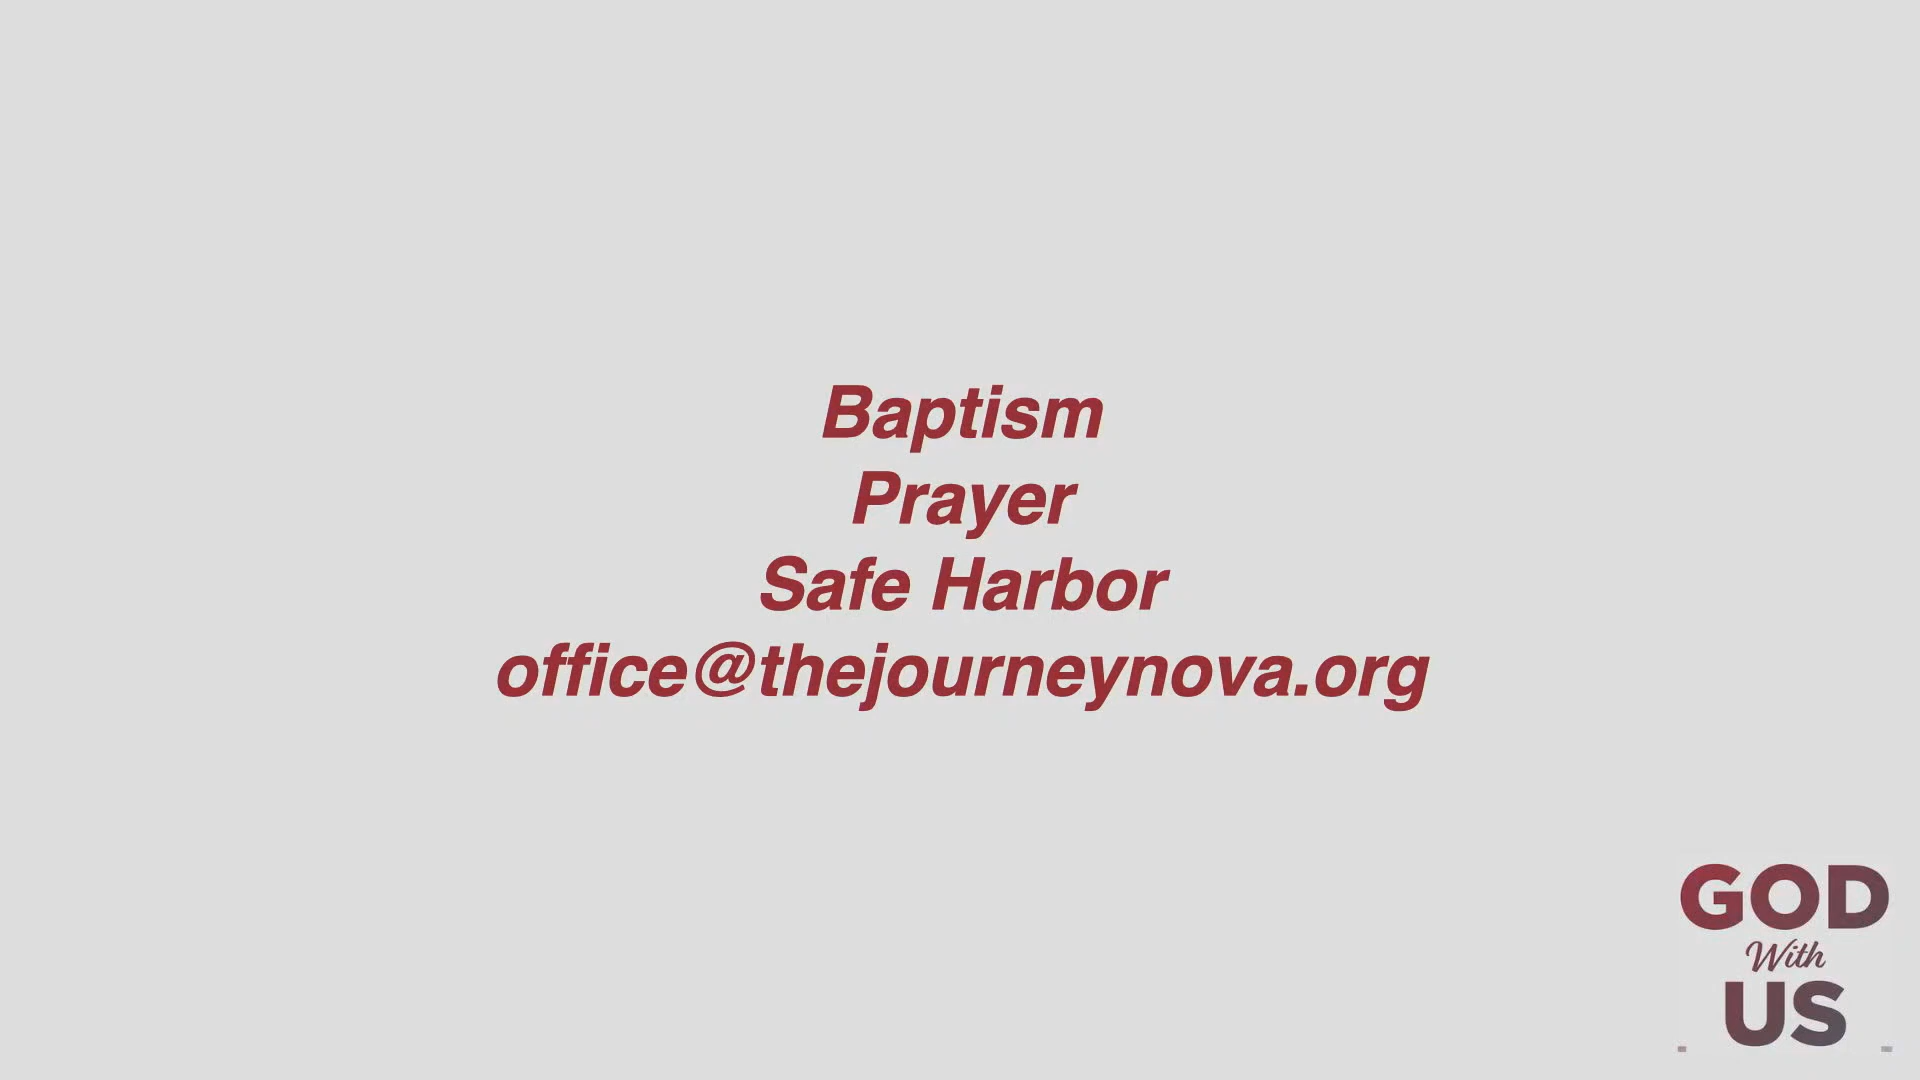 Baptism
Prayer
Safe Harbor
office@thejourneynova.org
GOD
With
US